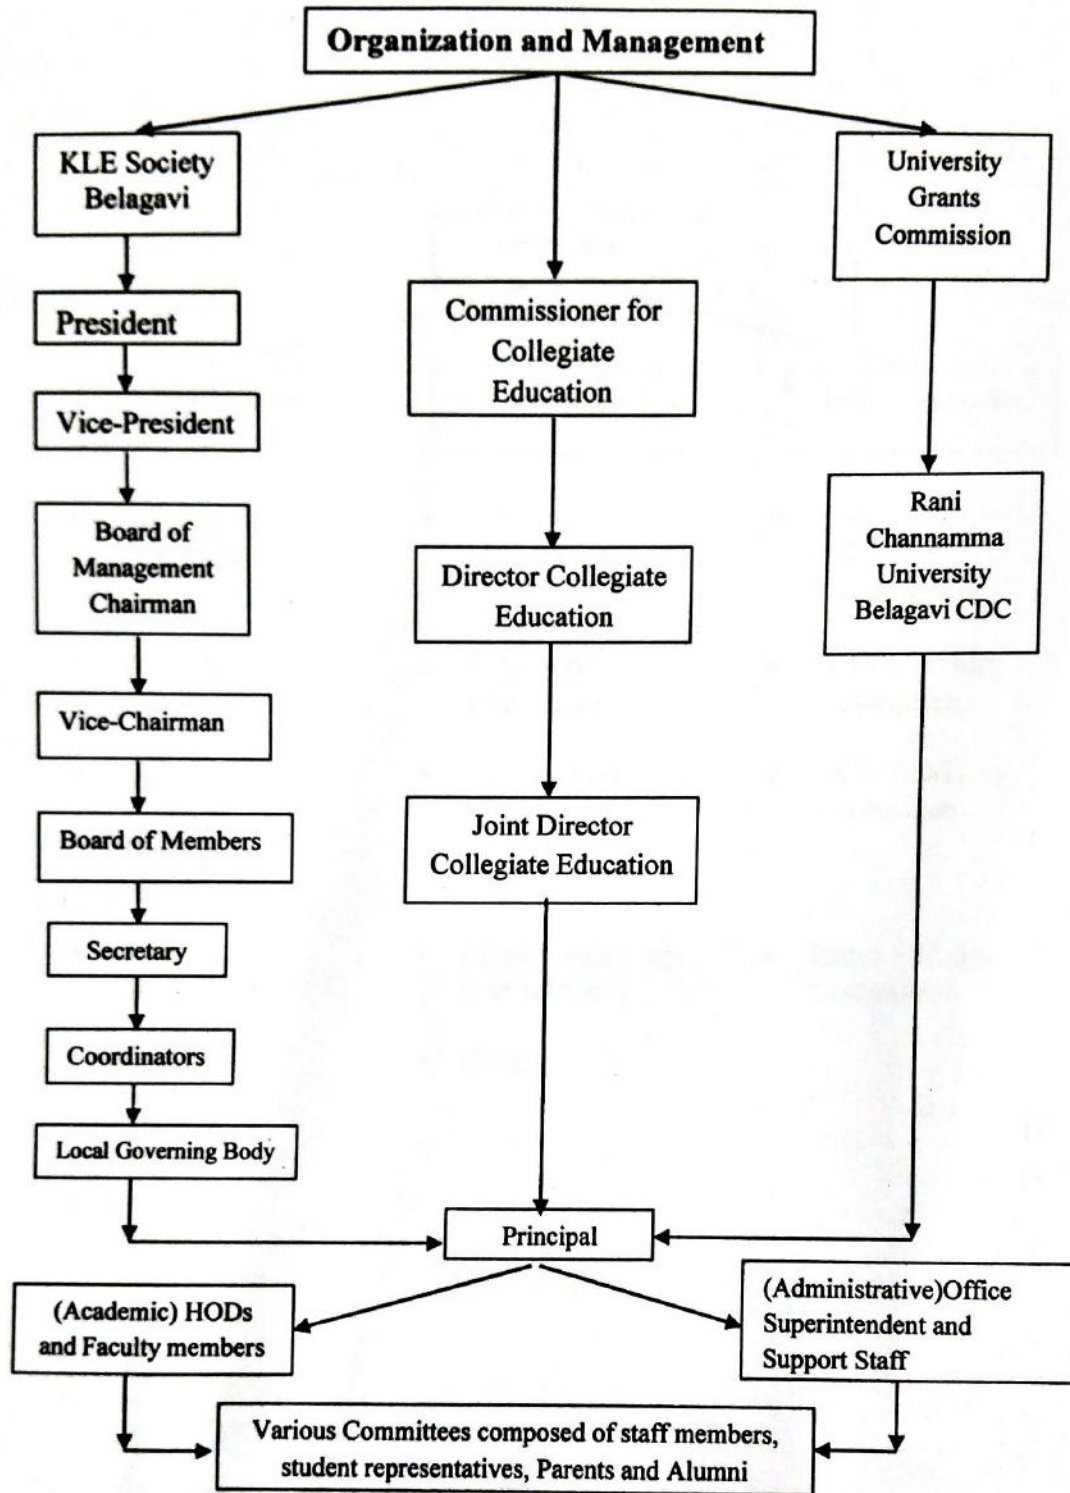 Organization and Management
KLE Society
Belagavi
President
Vice-President
Board of
Management
Chairman
Vice-Chairman
Board of Members
Secretary
Coordinators
Local Governing Body
Commissioner for
Collegiate
Education
Director Collegiate
Education
Joint Director
Collegiate Education
University
Grants
Commission
Rani
Channamma
University
Belagavi CDC
Principal
(Academic) HODs
and Faculty members
(Administrative)Office
Superintendent and
Support Staff
Various Committees composed of staff members,
student representatives, Parents and Alumni